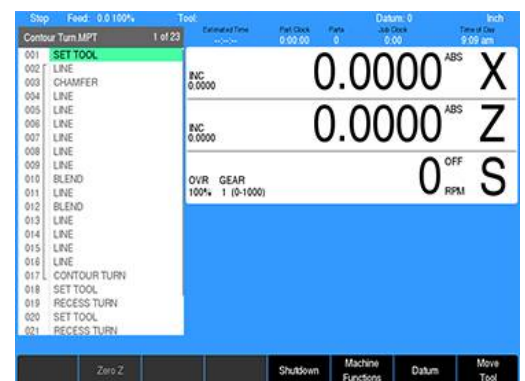 Stop Feed: 0.0 100% Tool: Datum: 0 Inch
Contour Turn.MPT 1 of 23
Estimated Time Part Clock Parts Job Clock Time of Day
--:--:-- 0:00:00 0 0:00 9:09 am
001 SET TOOL
002 LINE
003 CHAMFER
004 LINE
005 LINE
006 LINE
007 LINE
008 LINE
009 LINE
010 BLEND
011 LINE
012 BLEND
013 LINE
014 LINE
015 LINE
016 LINE
017 CONTOUR TURN
018 SET TOOL
019 RECESS TURN
020 SET TOOL
021 RECESS TURN
INC 0.0000 ABS X
0.0000
INC 0.0000 ABS Z
0.0000
OVR GEAR 0 OFF S
100% 1 (0-1000) RPM
Zero Z Shutdown Machine Functions Datum Move Tool